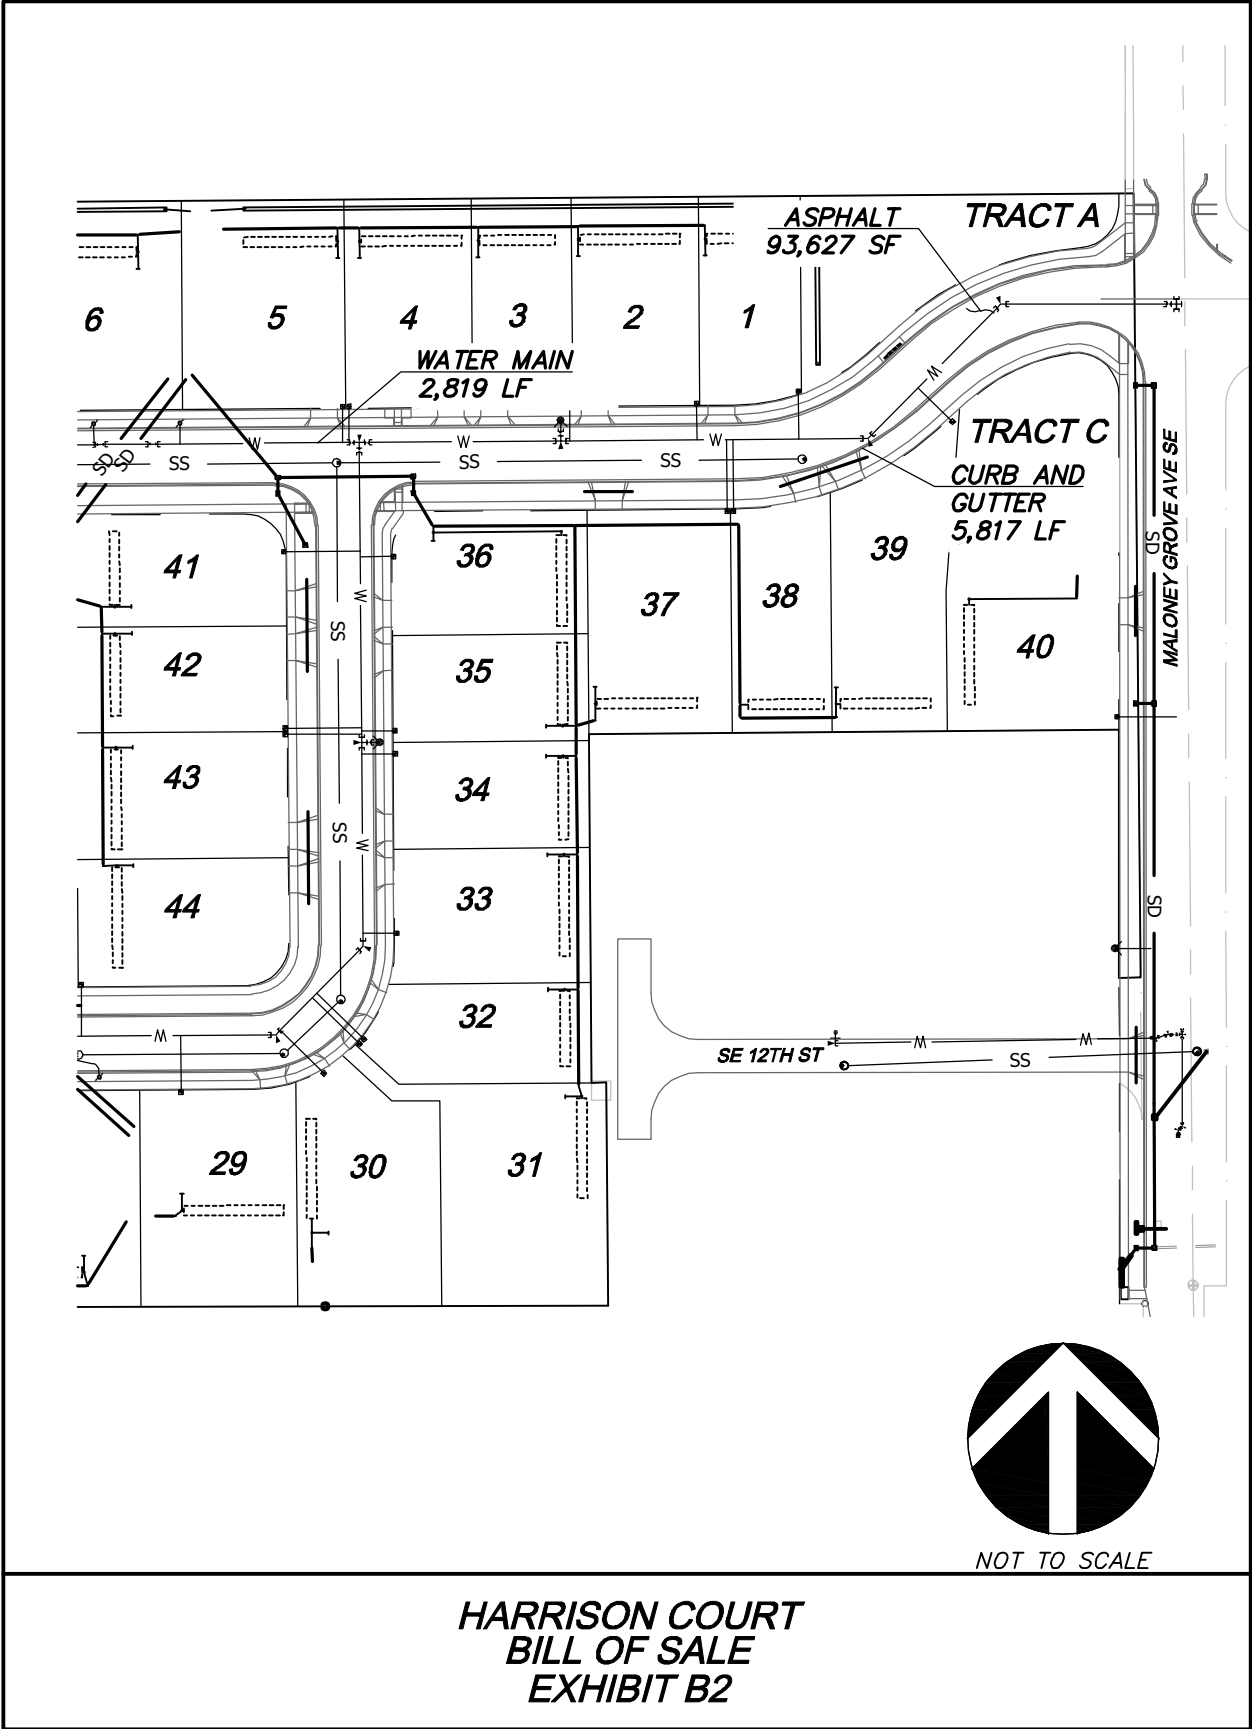 TRACT A
ASPHALT
93,627 SF
6
5
4
3
2
1
WATER MAIN
2,819 LF
W
TRACT C
W
W
W
SD
SD
SS
SS
SS
CURB AND
GUTTER
5,817 LF
MALONEY GROVE AVE SE
SD
41
36
39
37
38
W
SS
42
35
40
43
34
SS
W
44
33
SD
32
W
SE 12TH ST
W
W
SS
29
30
31
NOT TO SCALE
HARRISON COURT
BILL OF SALE
EXHIBIT B2